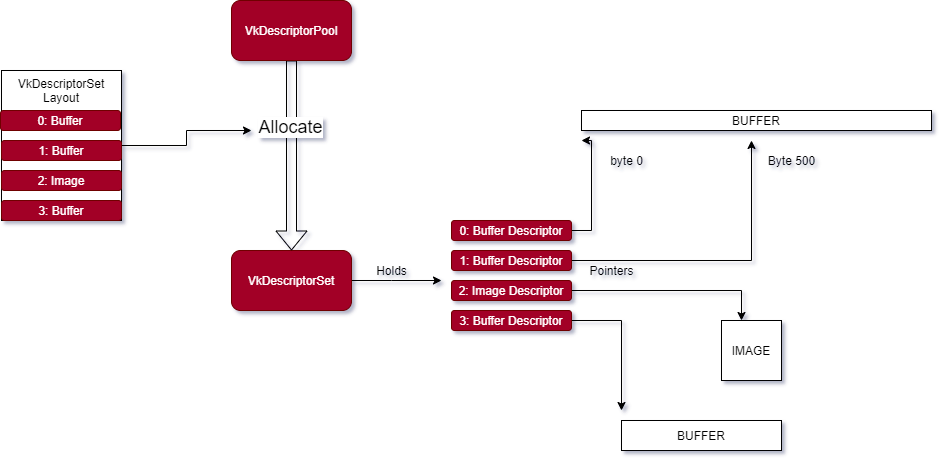 VkDescriptorPool
VkDescriptorSet
Layout
0: Buffer
1: Buffer
2: Image
3: Buffer
Allocate
VkDescriptorSet
Holds
0: Buffer Descriptor
1: Buffer Descriptor
2: Image Descriptor
3: Buffer Descriptor
Pointers
BUFFER
byte 0
Byte 500
IMAGE
BUFFER